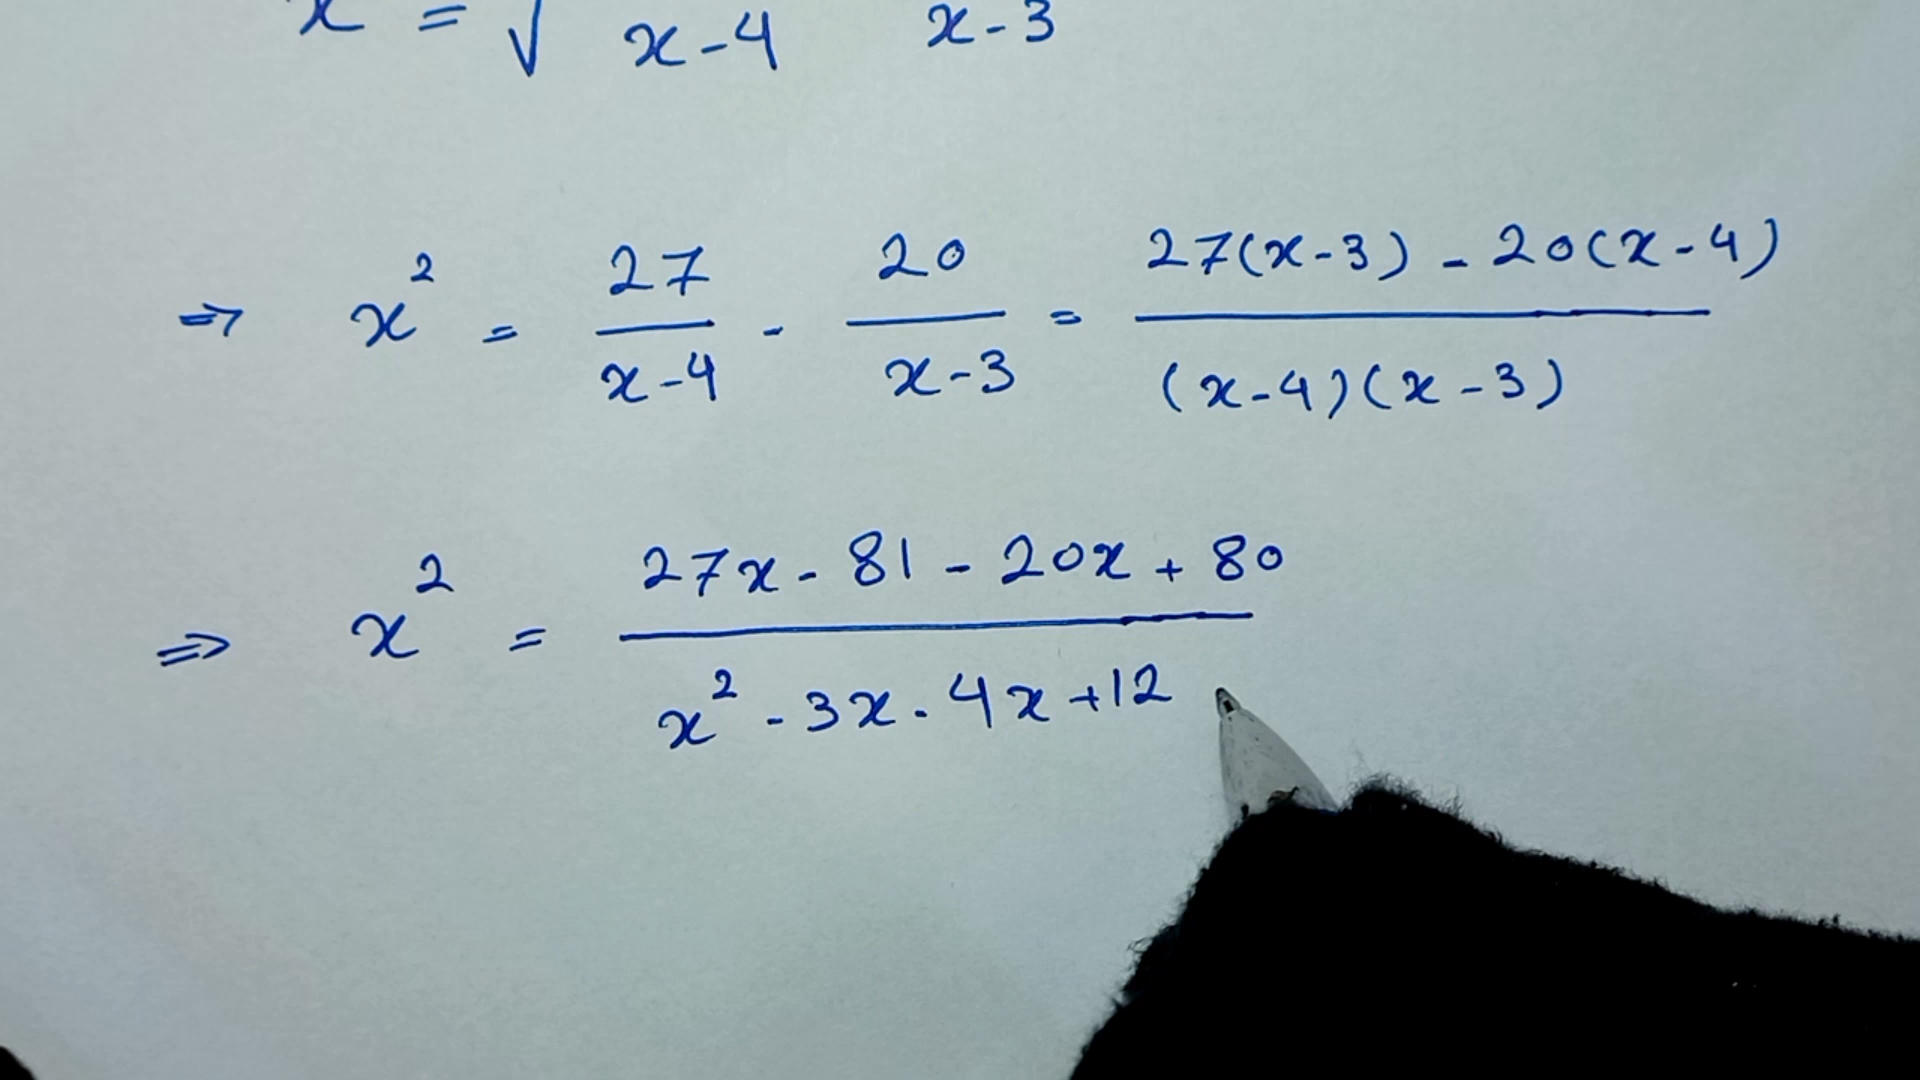 x = √ x-4 x-3
⇒ x² = 27/(x-4) - 20/(x-3) = (27(x-3) - 20(x-4))/((x-4)(x-3))
⇒ x² = (27x - 81 - 20x + 80)/(x² - 3x - 4x + 12)